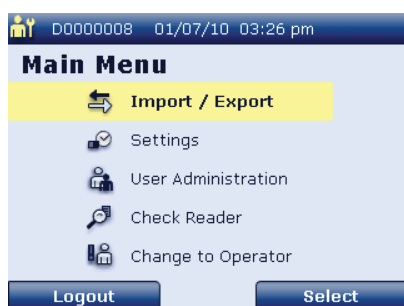 D0000008 01/07/10 03:26 pm
Main Menu
Import / Export
Settings
User Administration
Check Reader
Change to Operator
Logout Select